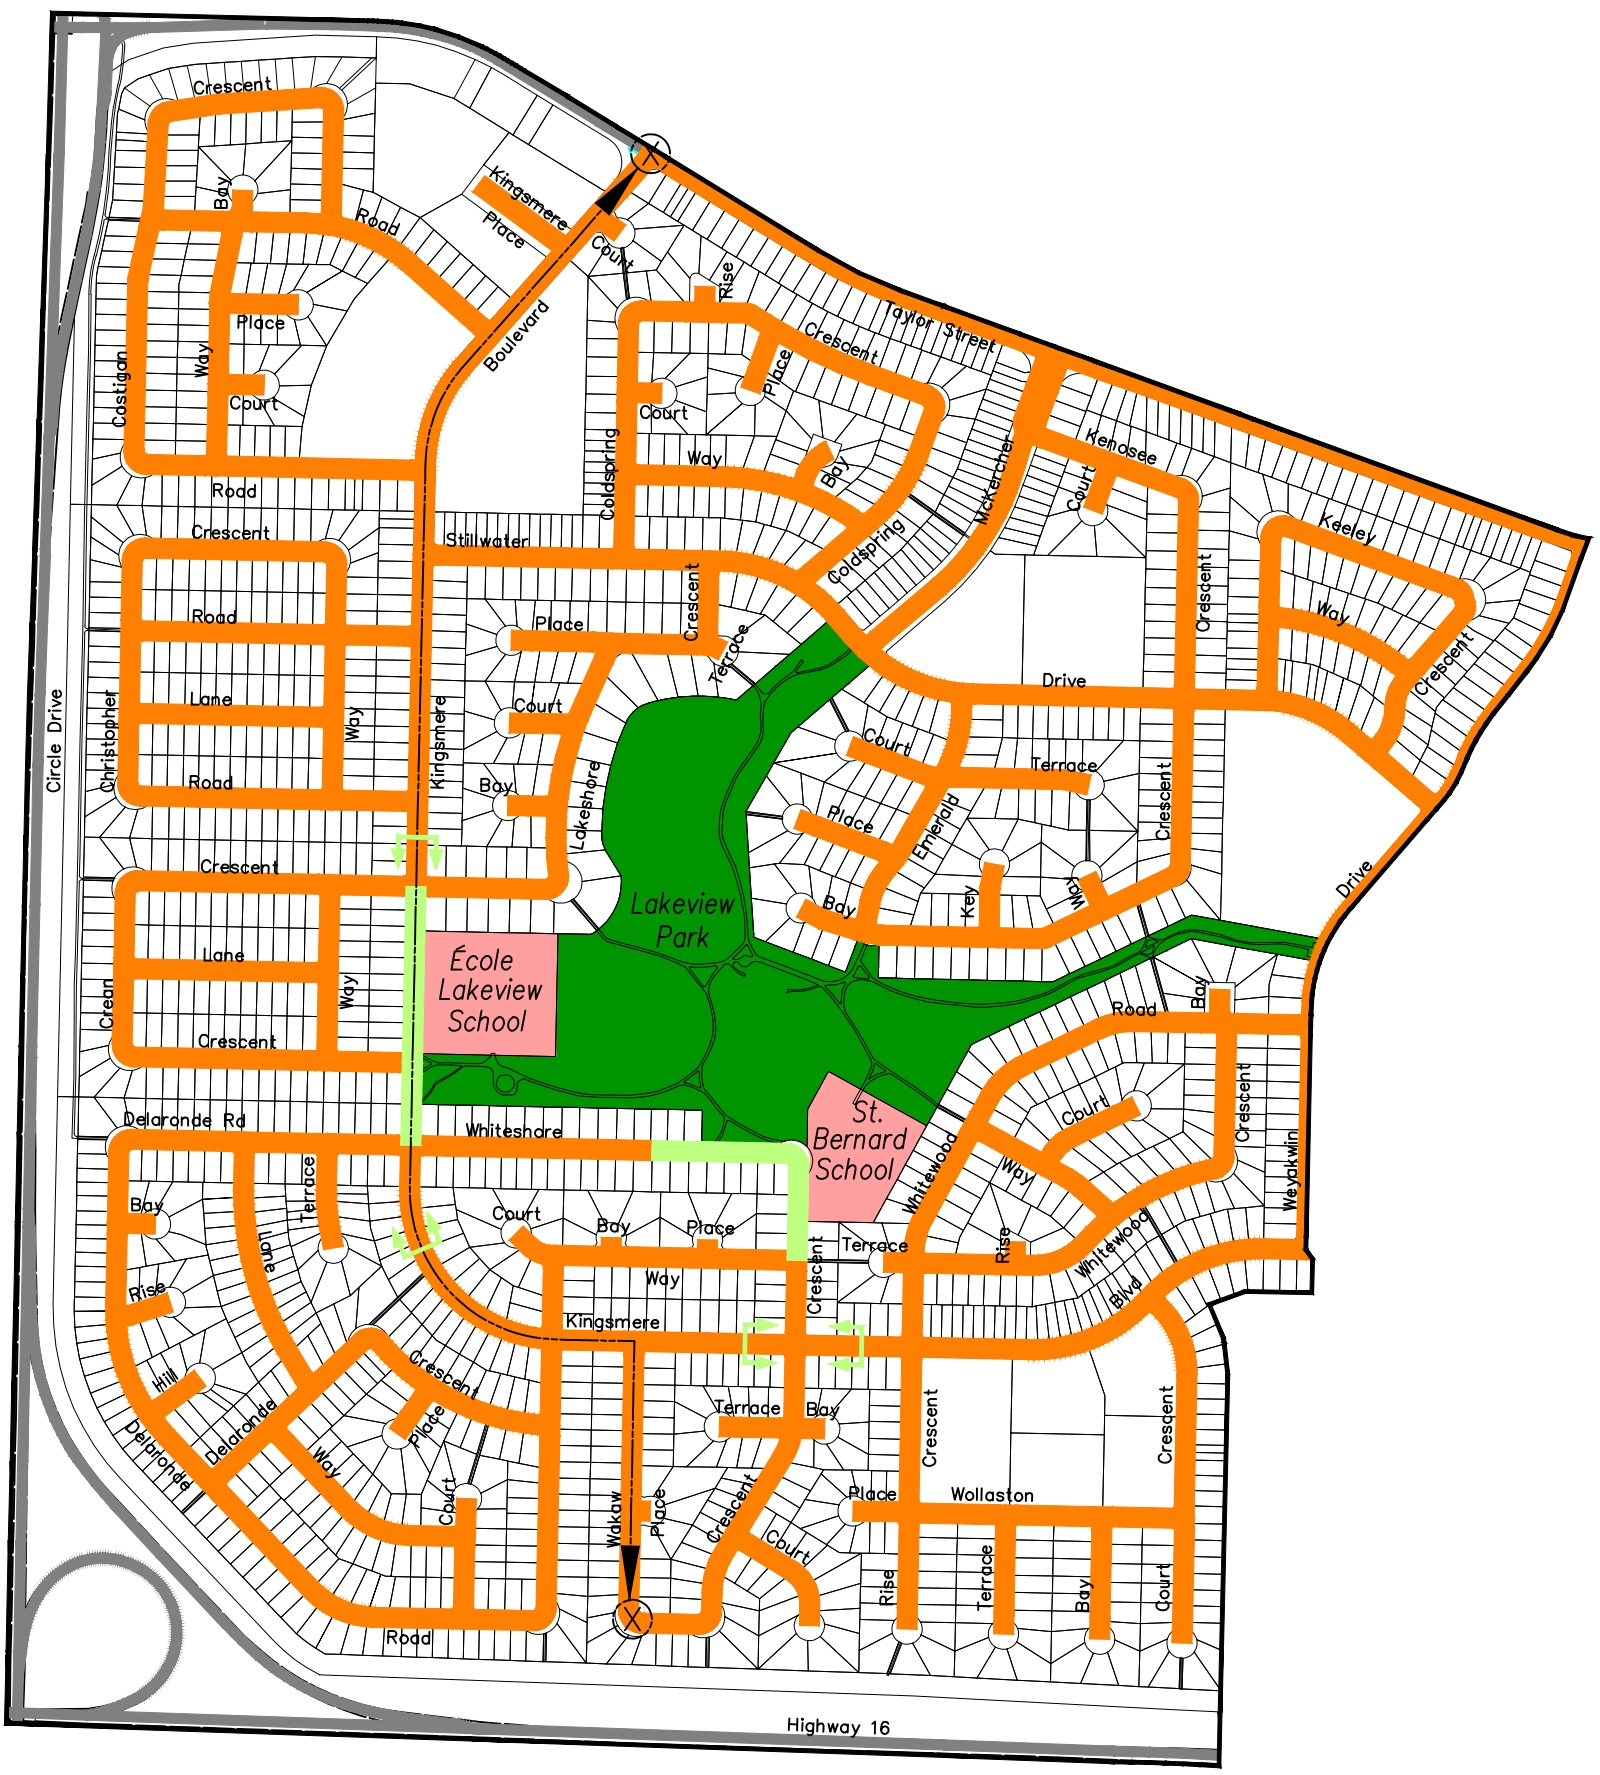 Crescent
Bay
Road
Kingsmere
Place
Court
Rise
Place
Way
Court
Costigan
Boulevard
Taylor Street
Crescent
Place
Court
Way
Bay
Coldspring
Coldspring
McKercher
Kenosee
Court
Crescent
Keeley
Way
Crescent
Road
Crescent
Stillwater
Road
Lane
Christopher
Way
Road
Circle Drive
Kingsmere
Place
Crescent
Terrace
Court
Bay
Lakeshore
Drive
Court
Terrace
Place
Emerald
Crescent
Bay
Key
Way
Drive
Crescent
Lane
Crean
Way
Crescent
Lakeview
Park
École
Lakeview
School
St.
Bernard
School
Road
Bay
Court
Crescent
Whitewood
Way
Weyakwin
Rise
Whitewood
Terrace
Blvd
Delaronde Rd
Whiteshore
Terrace
Bay
Lane
Rise
Hill
Delaronde
Delaronde
Court
Bay
Place
Way
Crescent
Kingsmere
Crescent
Place
Way
Court
Road
Wakaw
Place
Terrace
Bay
Crescent
Court
Crescent
Place
Wollaston
Crescent
Rise
Terrace
Bay
Court
Highway 16